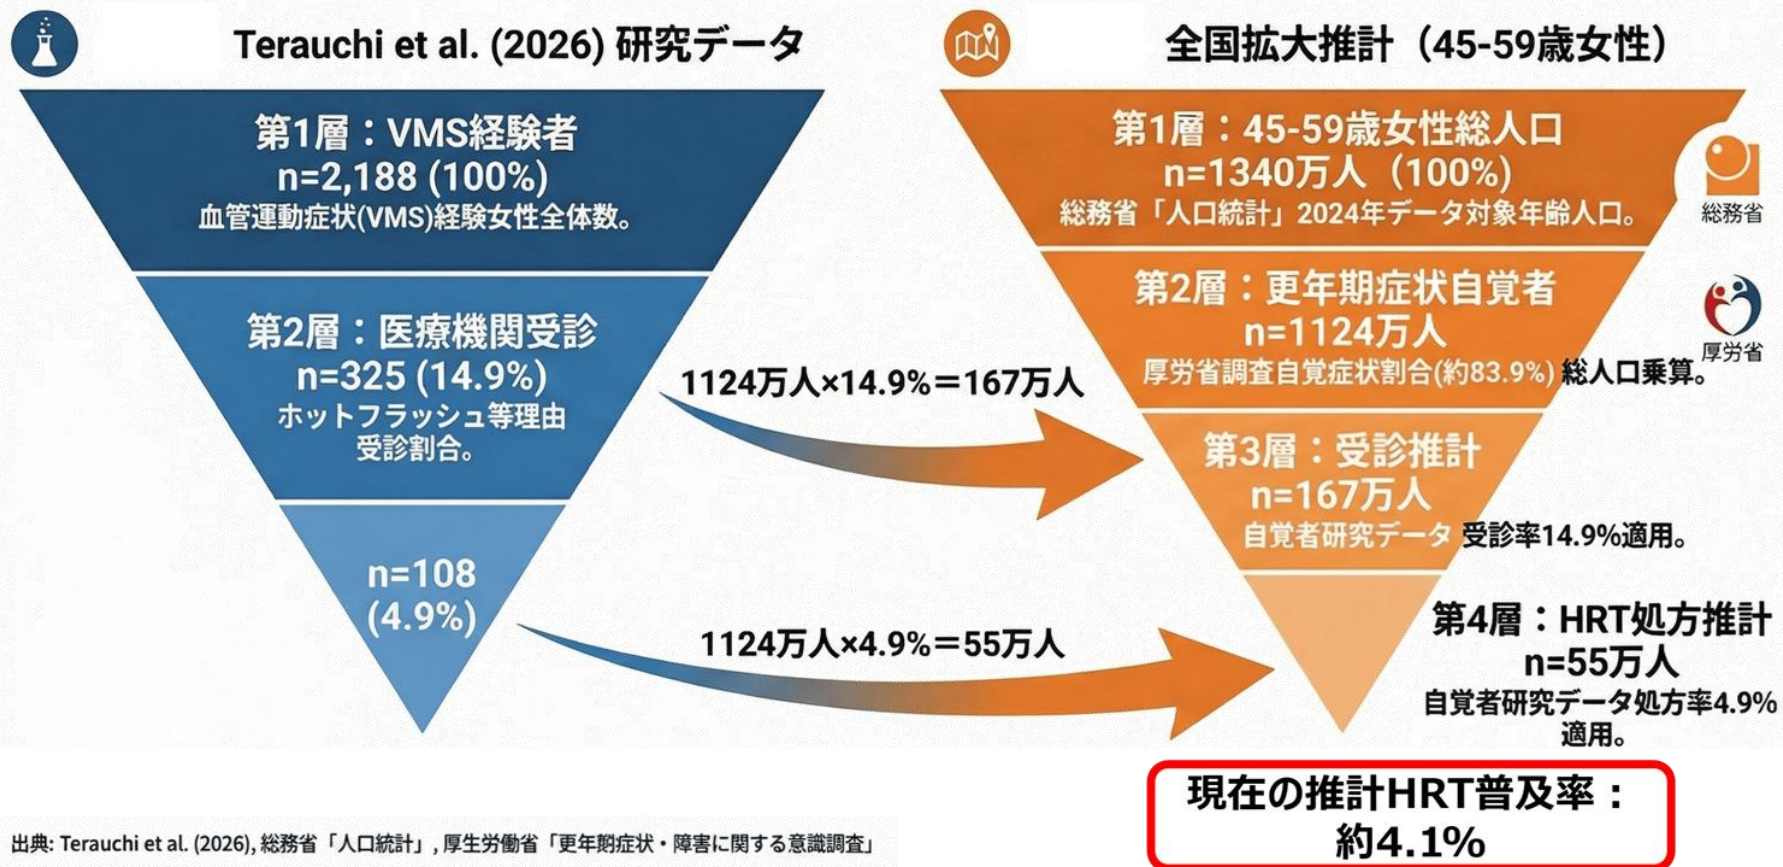 Terauchi et al. (2026) 研究データ
第1層：VMS経験者
n=2,188 (100%)
血管運動症状(VMS)経験女性全体数。
第2層：医療機関受診
n=325 (14.9%)
ホットフラッシュ等理由
受診割合。
n=108
(4.9%)
1124万人×14.9%＝167万人
1124万人×4.9%＝55万人
全国拡大推計（45-59歳女性）
第1層：45-59歳女性総人口
n=1340万人（100%）
総務省「人口統計」2024年データ対象年齢人口。
総務省
第2層：更年期症状自覚者
n=1124万人
厚労省調査自覚症状割合(約83.9%) 総人口乗算。
厚労省
第3層：受診推計
n=167万人
自覚者研究データ 受診率14.9%適用。
第4層：HRT処方推計
n=55万人
自覚者研究データ処方率4.9%
適用。
現在の推計HRT普及率：
約4.1%
出典: Terauchi et al. (2026), 総務省「人口統計」, 厚生労働省「更年期症状・障害に関する意識調査」